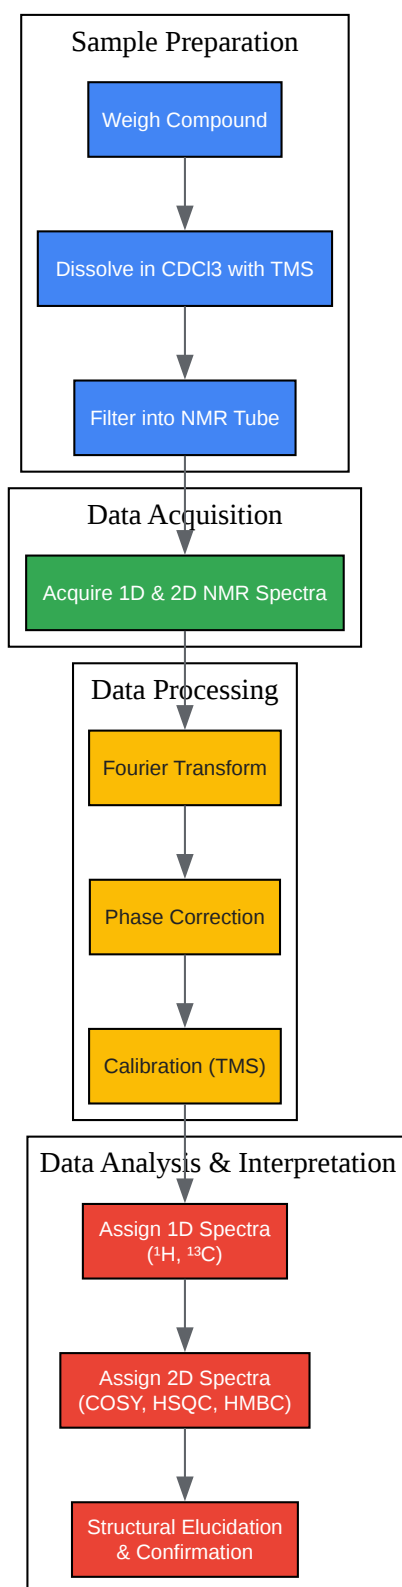 Sample Preparation
Weigh Compound
Dissolve in CDCl3 with TMS
Filter into NMR Tube
Data Acquisition
Acquire 1D & 2D NMR Spectra
Data Processing
Fourier Transform
Phase Correction
Calibration (TMS)
Data Analysis & Interpretation
Assign 1D Spectra
(¹H, ¹³C)
Assign 2D Spectra
(COSY, HSQC, HMBC)
Structural Elucidation
& Confirmation